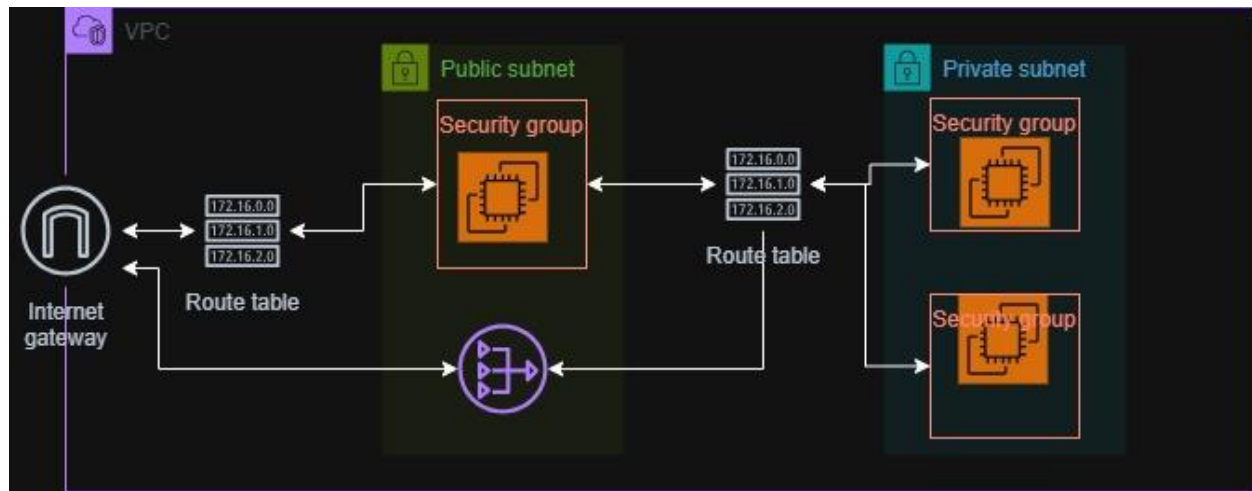 VPC
Public subnet
Private subnet
Security group
Security group
172.16.0.0
172.16.1.0
172.16.2.0
172.16.0.0
172.16.1.0
172.16.2.0
Route table
Route table
Internet
gateway
Security group